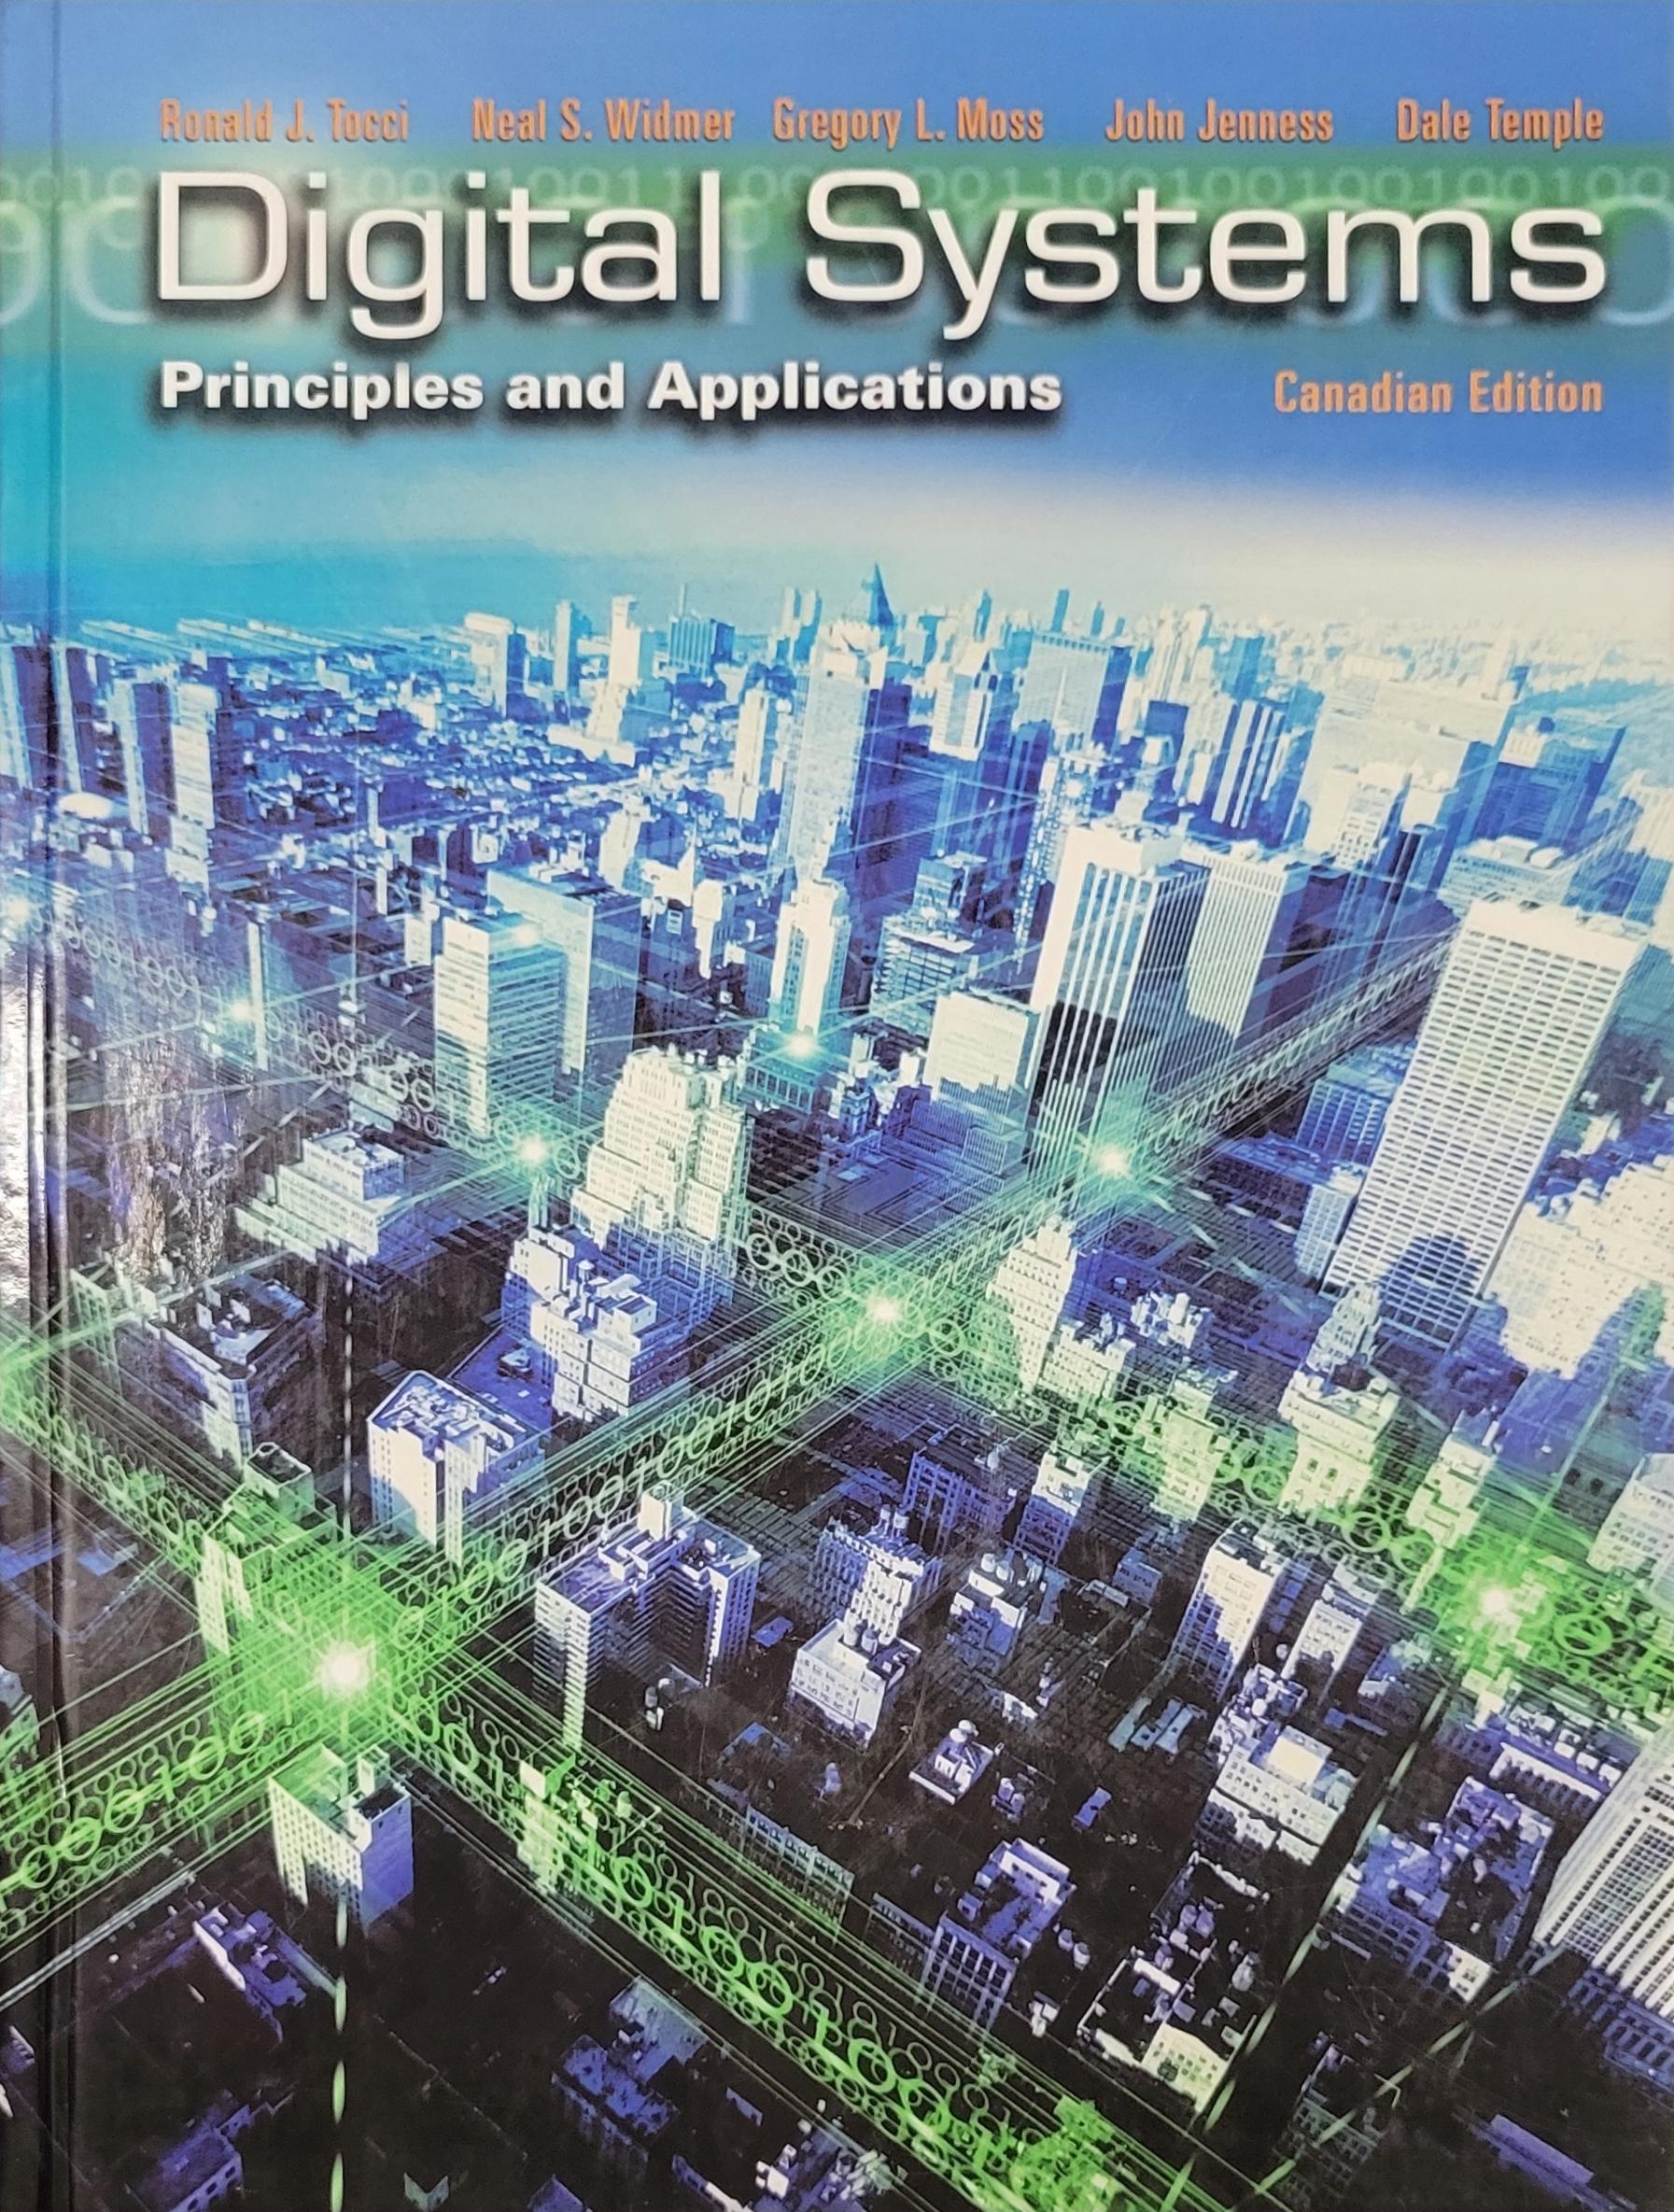 Ronald J. Tocci Neal S. Widmer Gregory L. Moss John Jenness Dale Temple
Digital Systems
Principles and Applications Canadian Edition